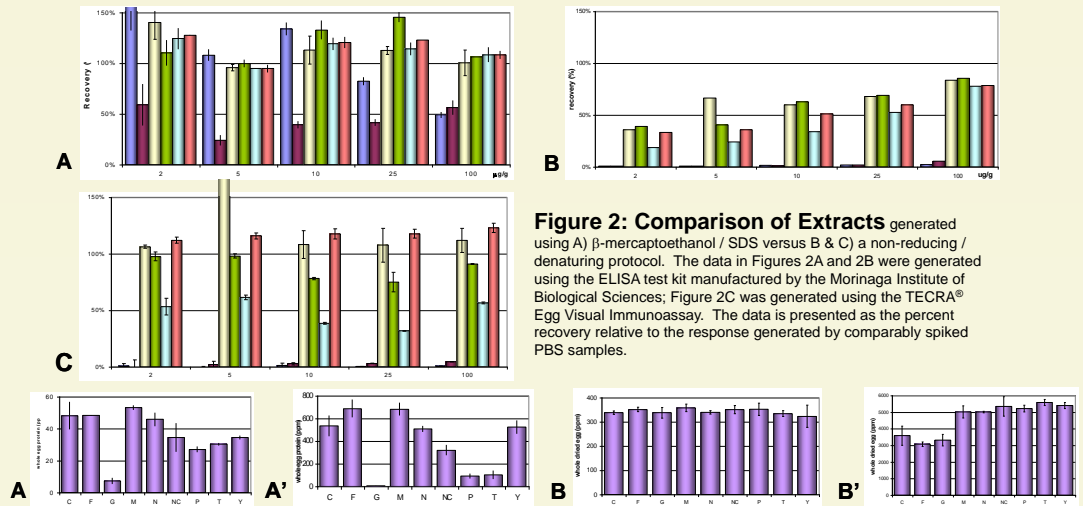 150%
100%
50%
0%
Recovery (
A
2
5
10
25
100
µg/g
150%
100%
50%
0%
recovery (%)
B
2
5
10
25
100
ug/g
150%
100%
50%
0%
C
2
5
10
25
100
Figure 2: Comparison of Extracts generated
using A) β-mercaptoethanol / SDS versus B & C) a non-reducing /
denaturing protocol. The data in Figures 2A and 2B were generated
using the ELISA test kit manufactured by the Morinaga Institute of
Biological Sciences; Figure 2C was generated using the TECRA®
Egg Visual Immunoassay. The data is presented as the percent
recovery relative to the response generated by comparably spiked
PBS samples.
60
40
20
0
whole egg protein (pp
A
C F G M N NC P T Y
800
600
400
200
0
whole egg protein (ppm)
A'
C F G M N NC P T Y
400
300
200
100
0
whole dried egg (ppm)
B
C F G M N NC P T Y
6000
5000
4000
3000
2000
1000
0
whole dried egg (ppm)
B'
C F G M N NC P T Y